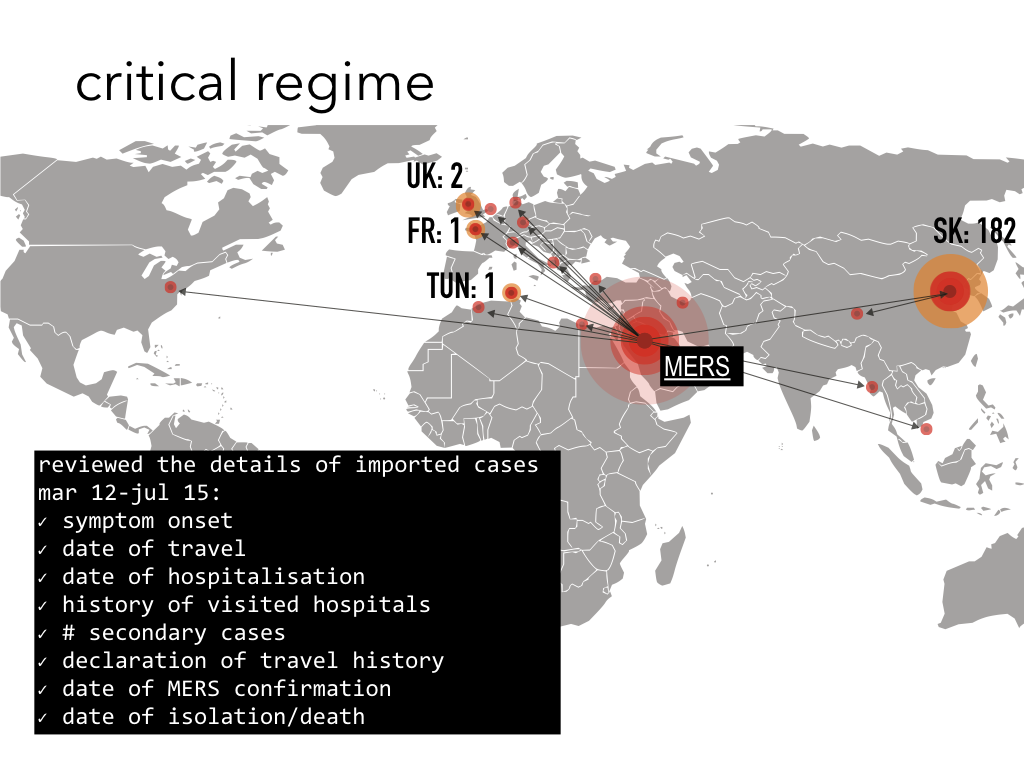 critical regime
UK: 2
FR: 1
SK: 182
TUN: 1
MERS
reviewed the details of imported cases
mar 12-jul 15:
✓ symptom onset
✓ date of travel
✓ date of hospitalisation
✓ history of visited hospitals
✓ # secondary cases
✓ declaration of travel history
✓ date of MERS confirmation
✓ date of isolation/death